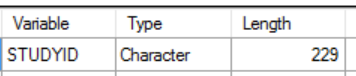 Variable Type Length
STUDYID Character 229